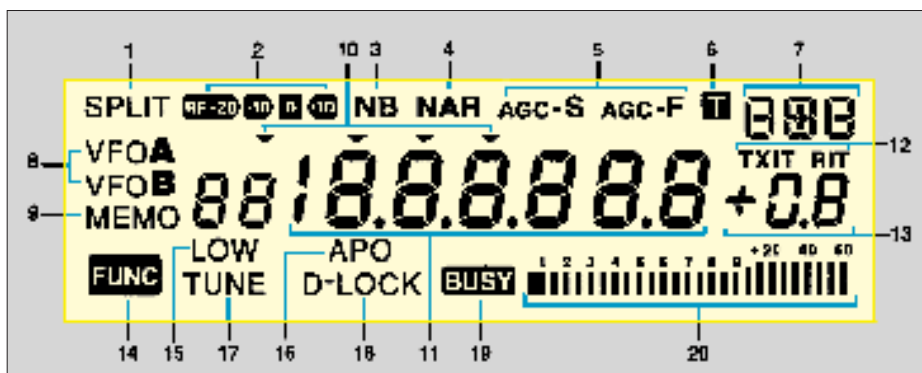 1 2 10 3 4 5 6 7
SPLIT RF-20 -10 0 +10 NB NAR AGC-S AGC-F T 888
8 VFOA TXIT RIT 12
VFOB 88 188.888.8 +0.8
9 MEMO 13
LOW APO 1 2 3 4 5 6 7 8 9 +20 40 60
FUNC TUNE D-LOCK BUSY
14 15 17 16 18 11 19 20